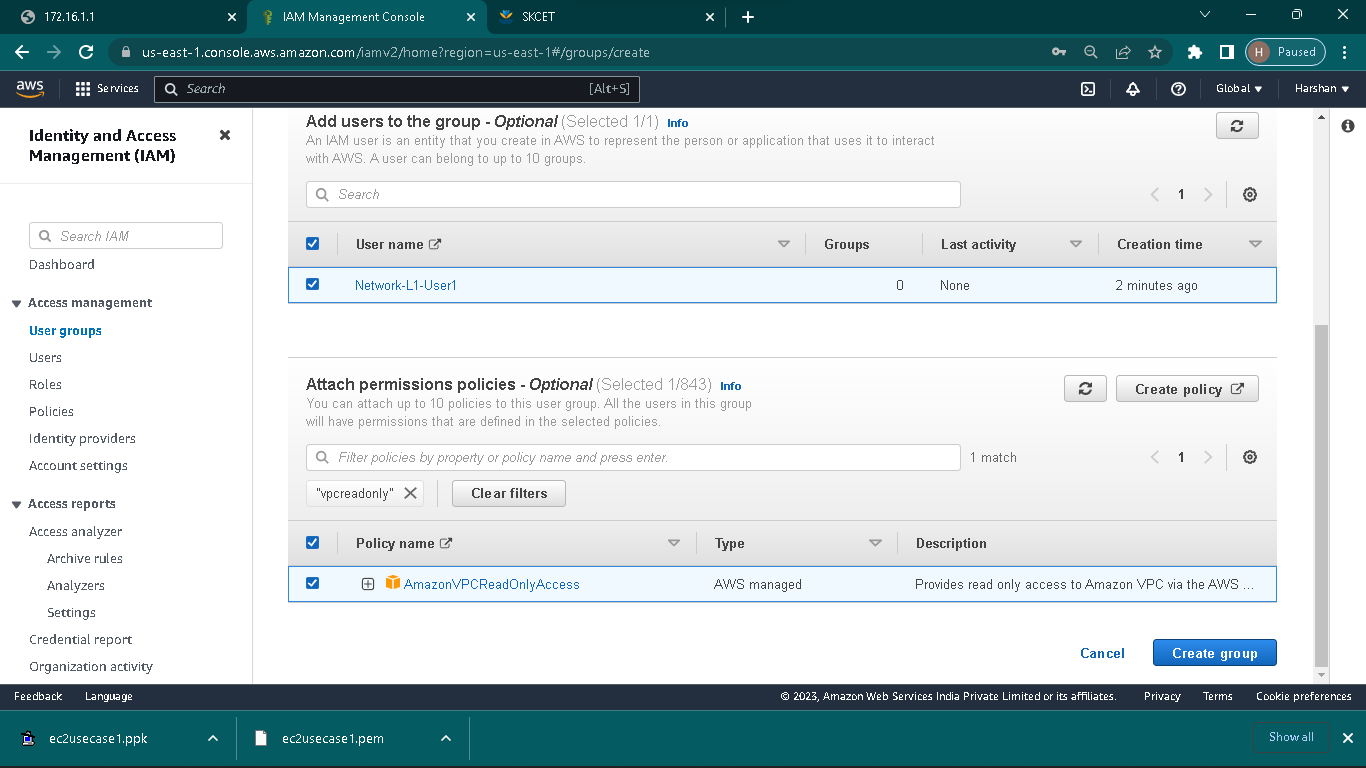 172.16.1.1
IAM Management Console
SKCET
us-east-1.console.aws.amazon.com/iamv2/home?region=us-east-1#/groups/create
H Paused
aws
Services
Search [Alt+S]
Global
Harshan
Identity and Access
Management (IAM)
Search IAM
Dashboard
Access management
User groups
Users
Roles
Policies
Identity providers
Account settings
Access reports
Access analyzer
Archive rules
Analyzers
Settings
Credential report
Organization activity
Add users to the group - Optional (Selected 1/1) Info
An IAM user is an entity that you create in AWS to represent the person or application that uses it to interact
with AWS. A user can belong to up to 10 groups.
Search
1
User name Groups Last activity Creation time
Network-L1-User1 0 None 2 minutes ago
Attach permissions policies - Optional (Selected 1/843) Info
You can attach up to 10 policies to this user group. All the users in this group
will have permissions that are defined in the selected policies.
Create policy
Filter policies by property or policy name and press enter.
1 match
1
"vpcreadonly"
Clear filters
Policy name Type Description
AmazonVPCReadOnlyAccess AWS managed Provides read only access to Amazon VPC via the AWS ...
Cancel
Create group
Feedback Language
© 2023, Amazon Web Services India Private Limited or its affiliates. Privacy Terms Cookie preferences
ec2usecase1.ppk
ec2usecase1.pem
Show all